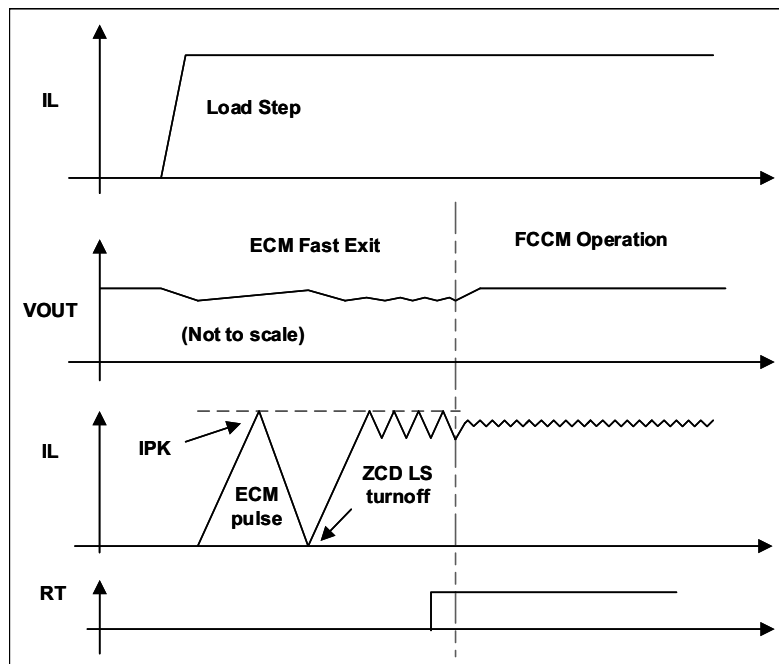 IL
Load Step
ECM Fast Exit
FCCM Operation
VOUT
(Not to scale)
IL
IPK
ECM
pulse
ZCD LS
turnoff
RT